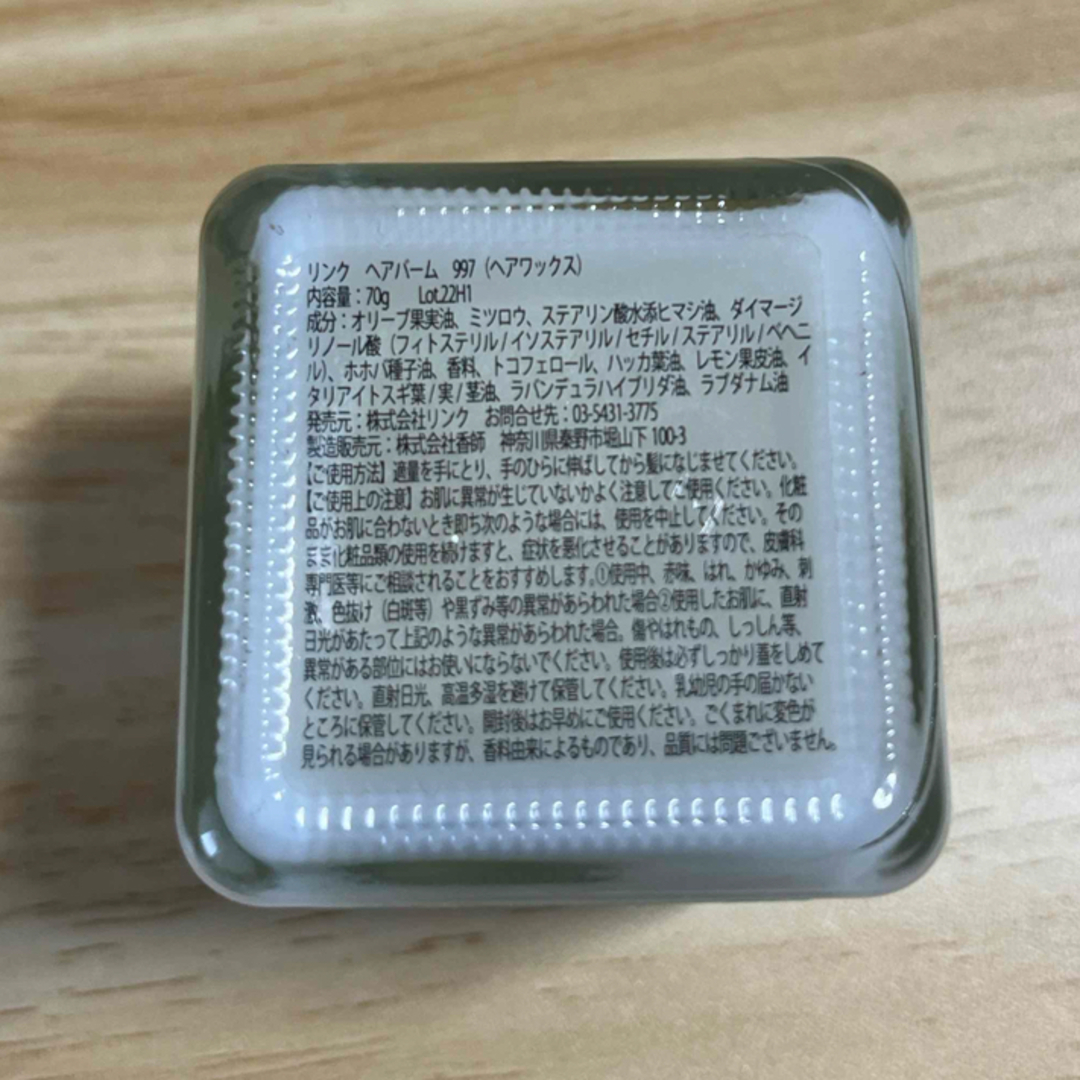 リンク ヘアバーム 997（ヘアワックス）
内容量：70g Lot.22H1
成分：オリーブ果実油、ミツロウ、ステアリン酸水添ヒマシ油、ダイマージ
リノール酸（フィトステリル/イソステアリル/セチル/ステアリル/ベヘニ
ル）、ホホバ種子油、香料、トコフェロール、ハッカ葉油、レモン果皮油、イ
タリアイトスギ葉/実/茎油、ラバンデュラハイブリダ油、ラブダナム油
発売元：株式会社リンク お問合せ先：03-5431-3775
製造販売元：株式会社香師 神奈川県秦野市堀山下100-3
【ご使用方法】適量を手にとり、手のひらに伸ばしてから髪になじませてください。
【ご使用上の注意】お肌に異常が生じていないかよく注意してご使用ください。化粧
品がお肌に合わないとき即ち次のような場合には、使用を中止してください。その
まま化粧品類の使用を続けますと、症状を悪化させることがありますので、皮膚科
専門医等にご相談されることをおすすめします。①使用中、赤味、はれ、かゆみ、刺
激、色抜け（白斑等）や黒ずみ等の異常があらわれた場合②使用したお肌に、直射
日光があたって上記のような異常があらわれた場合。傷やはれもの、しっしん等、
異常がある部位にはお使いにならないでください。使用後は必ずしっかり蓋をしめて
ください。直射日光、高温多湿を避けて保管してください。乳幼児の手の届かない
ところに保管してください。開封後はお早めにご使用ください。ごくまれに変色が
見られる場合がありますが、香料由来によるものであり、品質には問題ございません。